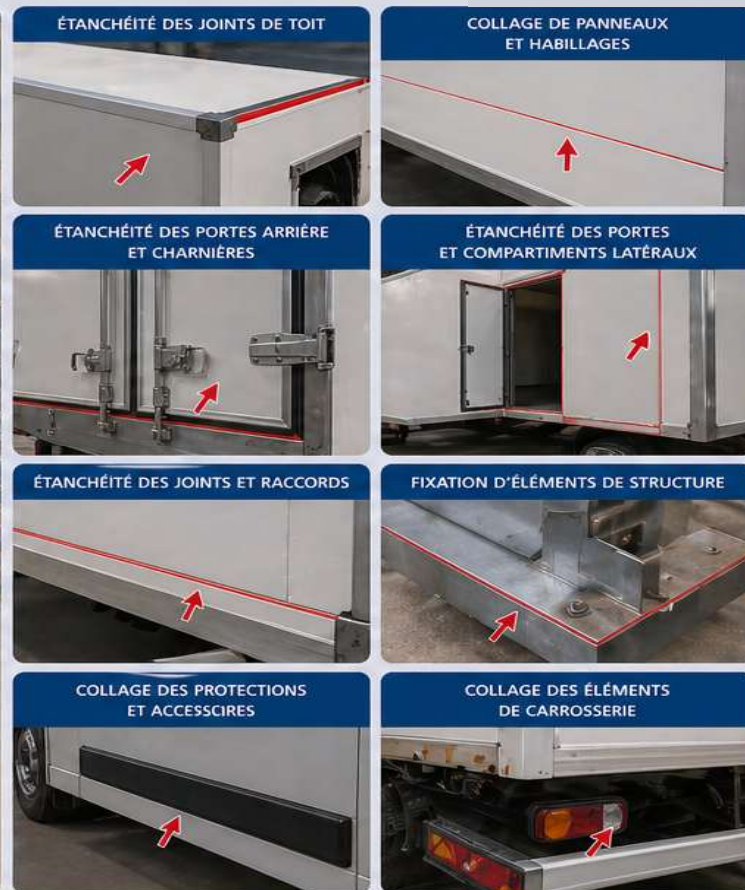 ÉTANCHÉITÉ DES JOINTS DE TOIT
COLLAGE DE PANNEAUX
ET HABILLAGES
ÉTANCHÉITÉ DES PORTES ARRIÈRE
ET CHARNIÈRES
ÉTANCHÉITÉ DES PORTES
ET COMPARTIMENTS LATÉRAUX
ÉTANCHÉITÉ DES JOINTS ET RACCORDS
FIXATION D'ÉLÉMENTS DE STRUCTURE
COLLAGE DES PROTECTIONS
ET ACCESSCIRES
COLLAGE DES ÉLÉMENTS
DE CARROSSERIE